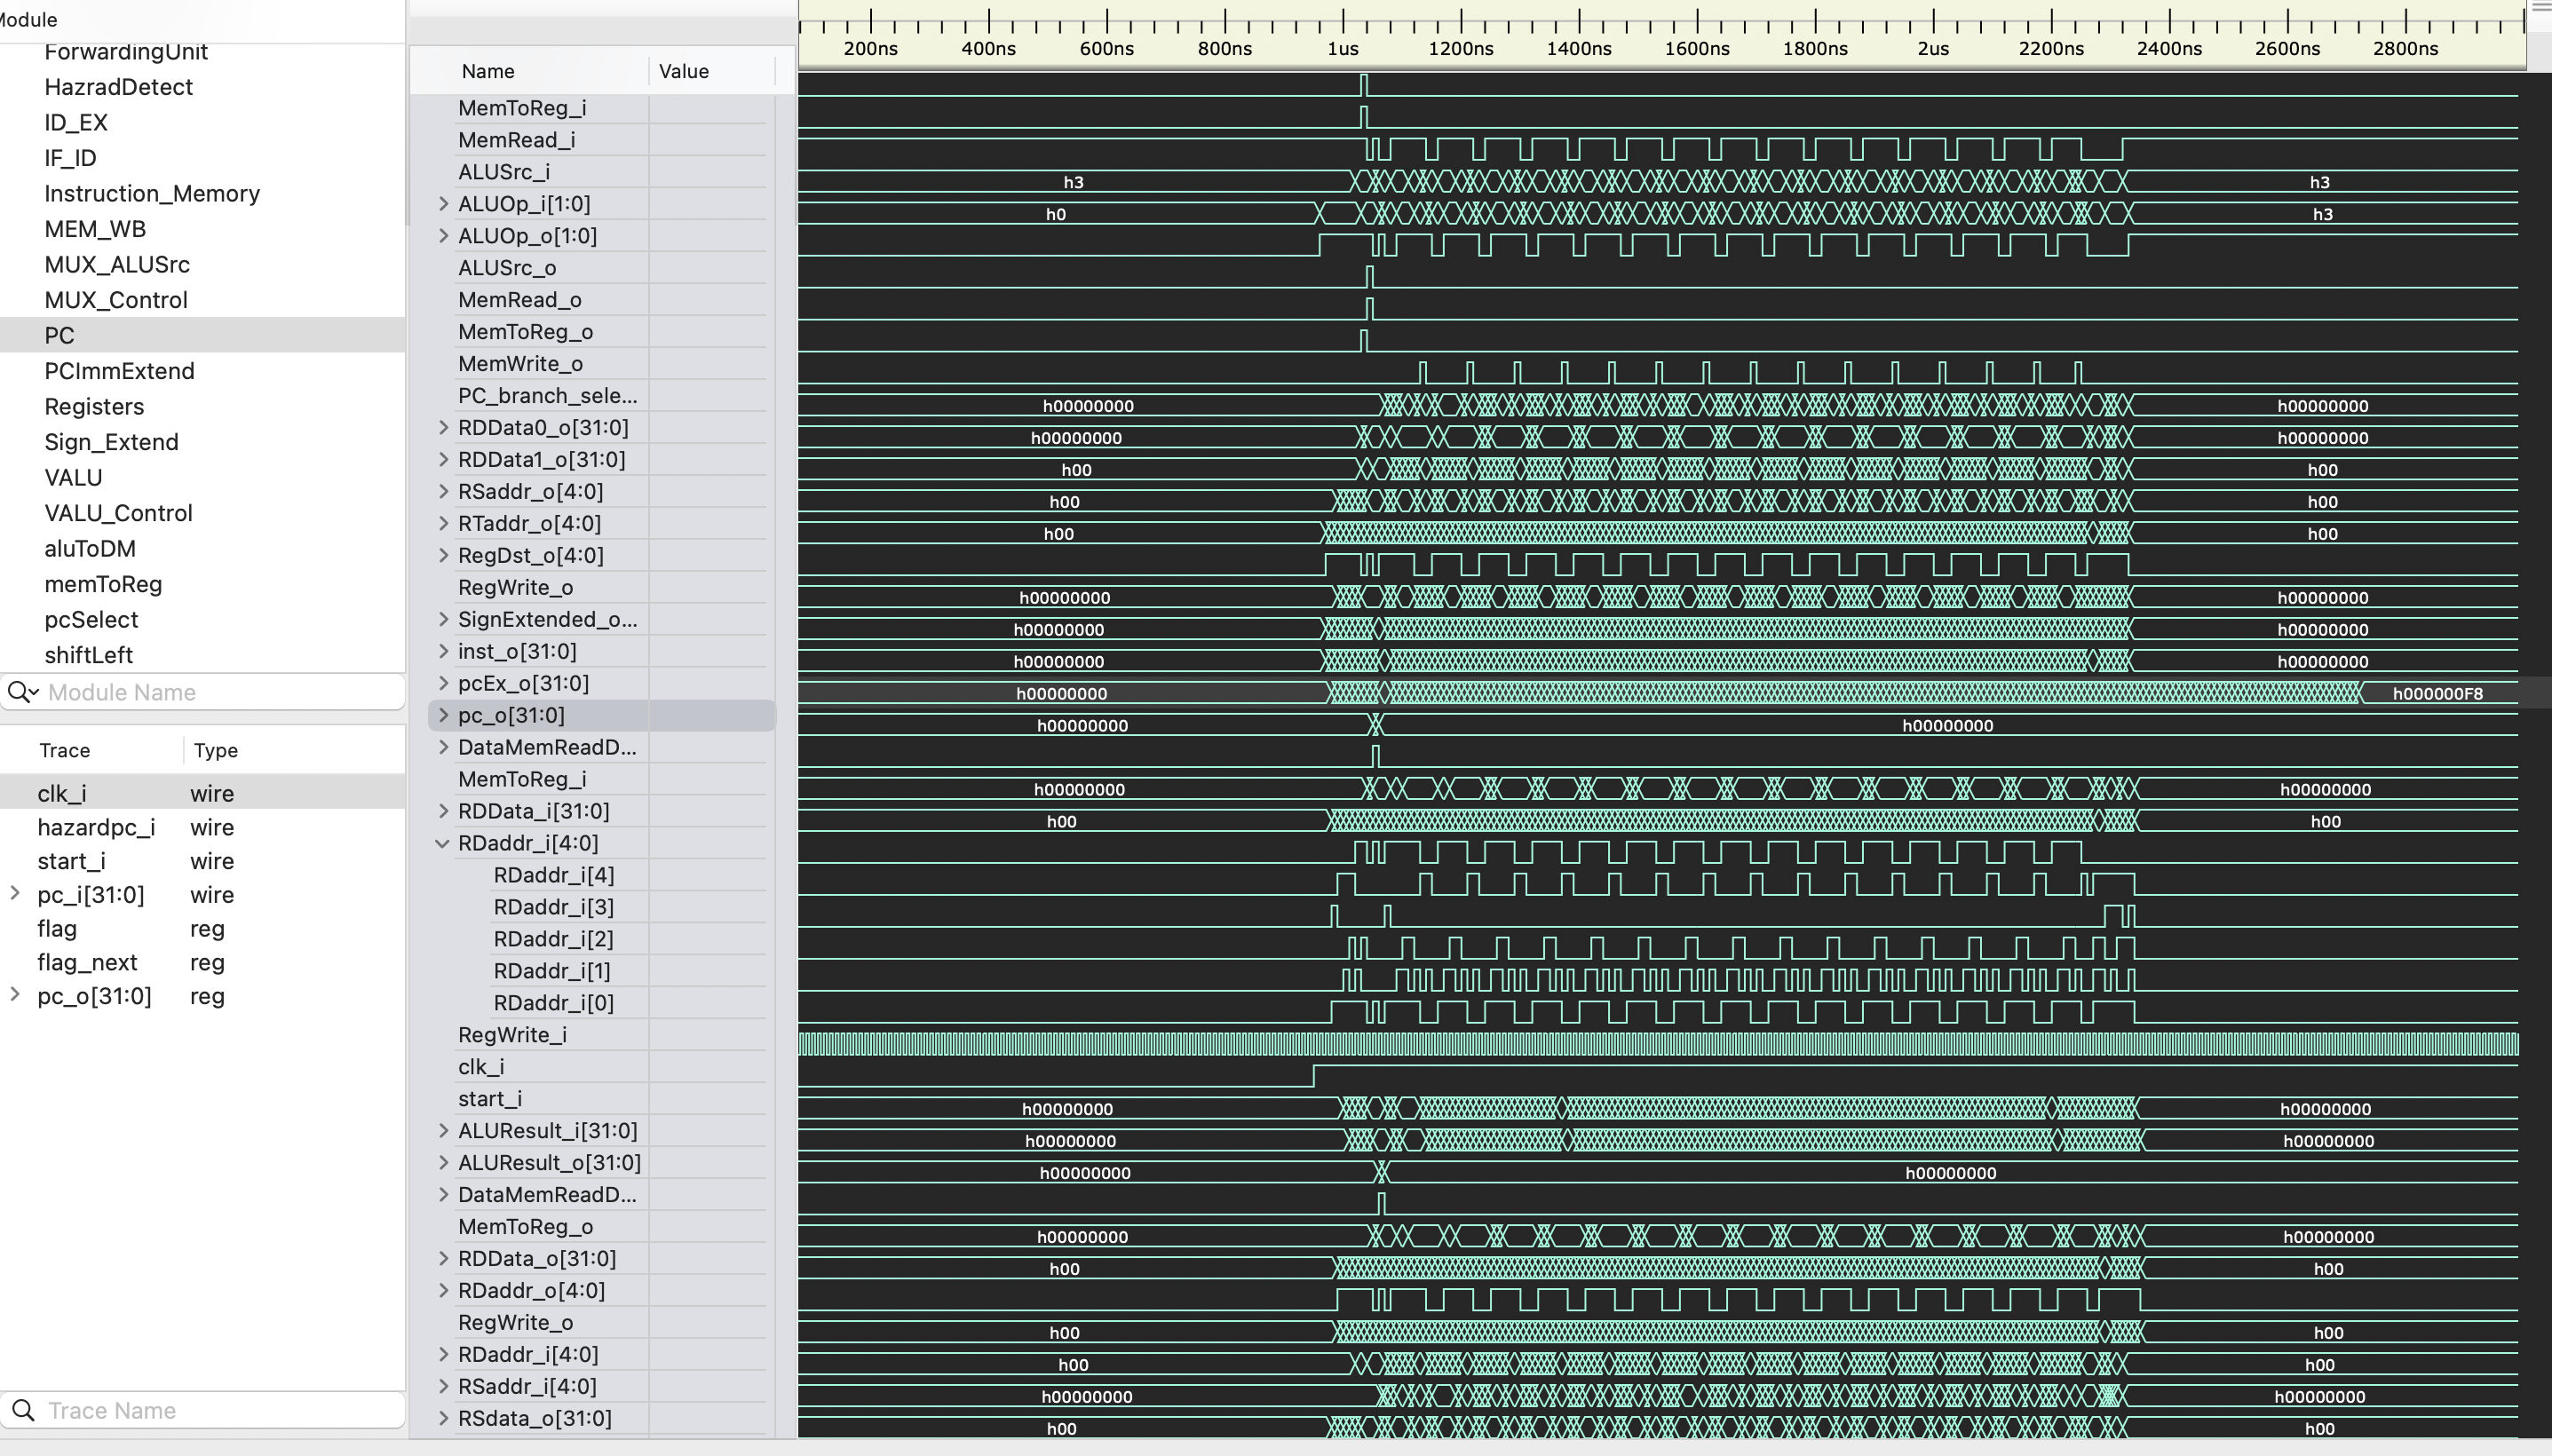 Module
ForwardingUnit
HazradDetect
ID_EX
IF_ID
Instruction_Memory
MEM_WB
MUX_ALUSrc
MUX_Control
PC
PCImmExtend
Registers
Sign_Extend
VALU
VALU_Control
aluToDM
memToReg
pcSelect
shiftLeft
Module Name
Trace Type
clk_i wire
hazardpc_i wire
start_i wire
pc_i[31:0] wire
flag reg
flag_next reg
pc_o[31:0] reg
Trace Name
Name Value
MemToReg_i
MemRead_i
ALUSrc_i
ALUOp_i[1:0]
ALUOp_o[1:0]
ALUSrc_o
MemRead_o
MemToReg_o
MemWrite_o
PC_branch_sele...
RDData0_o[31:0]
RDData1_o[31:0]
RSaddr_o[4:0]
RTaddr_o[4:0]
RegDst_o[4:0]
RegWrite_o
SignExtended_o...
inst_o[31:0]
pcEx_o[31:0]
pc_o[31:0]
DataMemReadD...
MemToReg_i
RDData_i[31:0]
RDaddr_i[4:0]
RDaddr_i[4]
RDaddr_i[3]
RDaddr_i[2]
RDaddr_i[1]
RDaddr_i[0]
RegWrite_i
clk_i
start_i
ALUResult_i[31:0]
ALUResult_o[31:0]
DataMemReadD...
MemToReg_o
RDData_o[31:0]
RDaddr_o[4:0]
RegWrite_o
RDaddr_i[4:0]
RSaddr_i[4:0]
RSdata_o[31:0]
200ns 400ns 600ns 800ns 1us 1200ns 1400ns 1600ns 1800ns 2us 2200ns 2400ns 2600ns 2800ns
h3 h3
h0 h3
h00000000 h00000000
h00000000 h00000000
h00 h00
h00 h00
h00 h00
h00000000 h00000000
h00000000 h00000000
h00000000 h00000000
h00000000 h000000F8
h00000000 h00000000
h00000000 h00000000
h00 h00
h00000000 h00000000
h00000000 h00000000
h00000000 h00000000
h00000000 h00000000
h00 h00
h00 h00
h00 h00
h00000000 h00000000
h00 h00